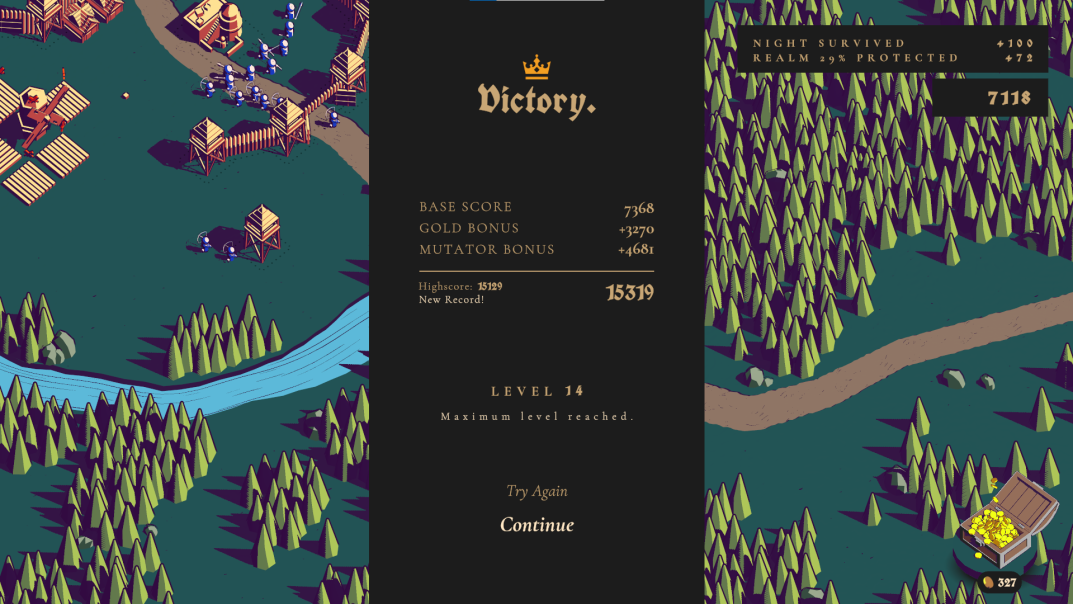 Victory.
BASE SCORE 7368
GOLD BONUS +3270
MUTATOR BONUS +4681
Highscore: 15129
New Record!
15319
LEVEL 14
Maximum level reached.
Try Again
Continue
NIGHT SURVIVED +100
REALM 29% PROTECTED +72
7118
327